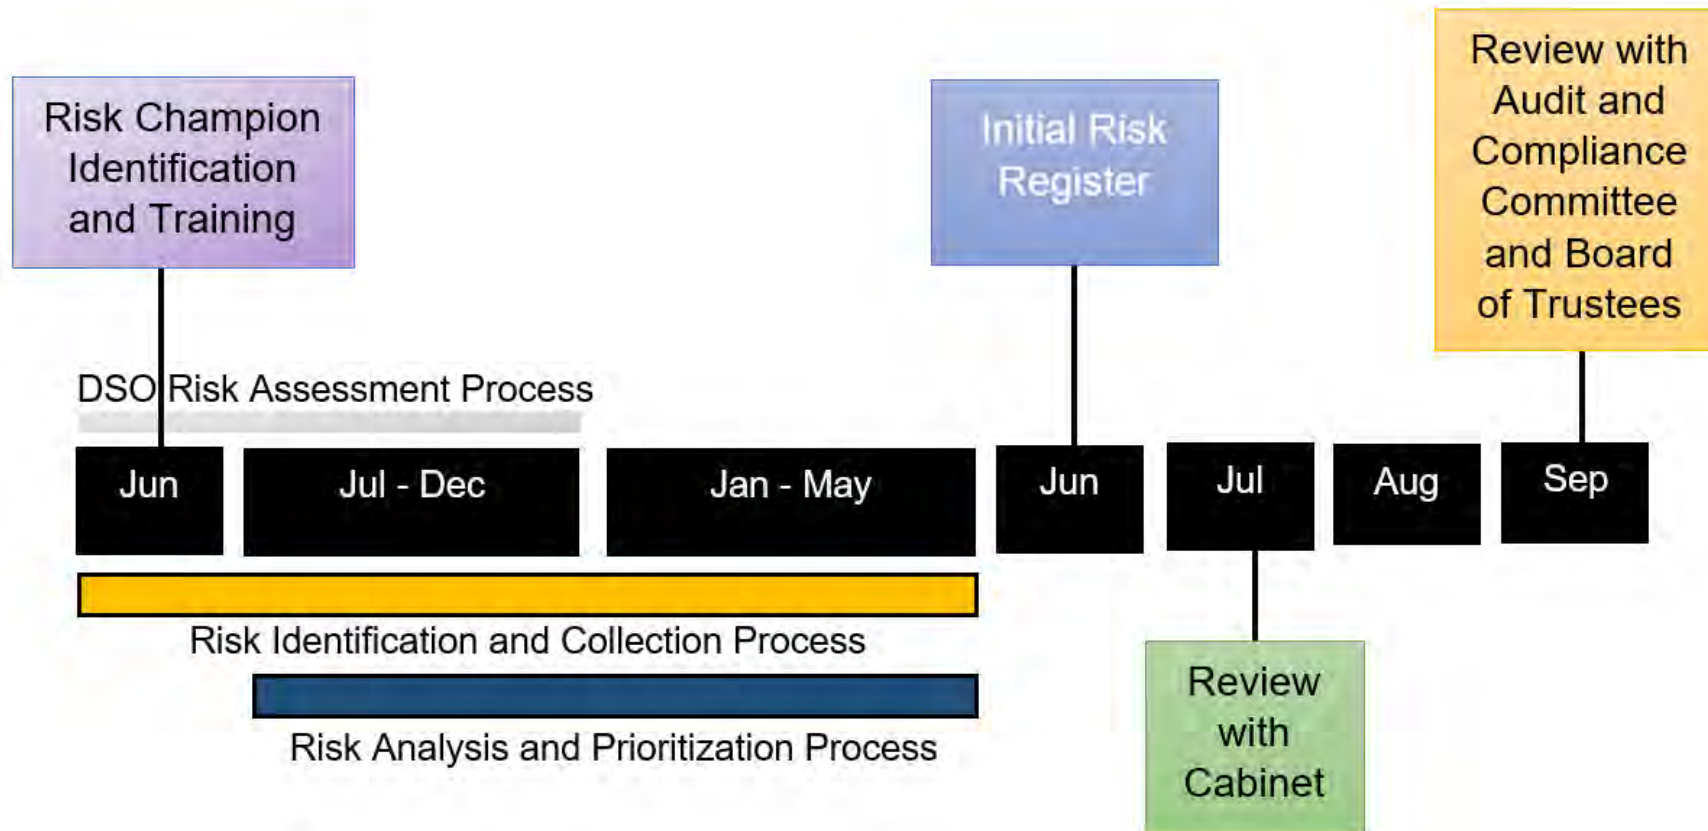 Risk Champion
Identification
and Training
Initial Risk
Register
Review with
Audit and
Compliance
Committee
and Board
of Trustees
DSO Risk Assessment Process
Jun
Jul - Dec
Jan - May
Jun
Jul
Aug
Sep
Risk Identification and Collection Process
Risk Analysis and Prioritization Process
Review
with
Cabinet